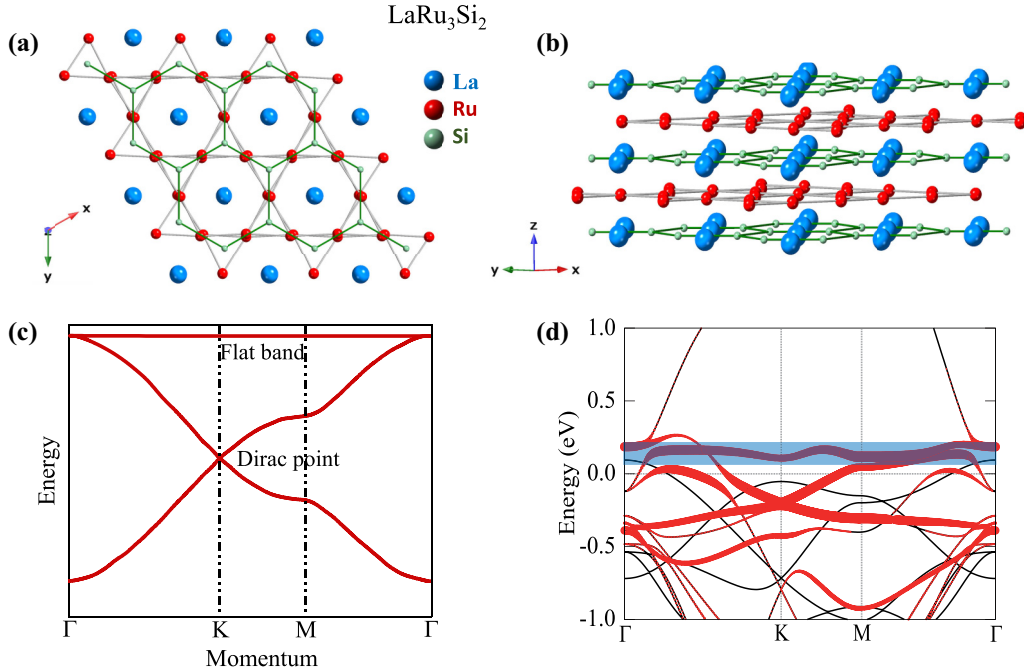 LaRu₃Si₂
(a)
La
Ru
Si
x
z
y
(b)
z
y
x
(c)
Flat band
Dirac point
Energy
Γ
K
M
Γ
Momentum
(d)
1.0
0.5
0.0
-0.5
-1.0
Energy (eV)
Γ
K
M
Γ